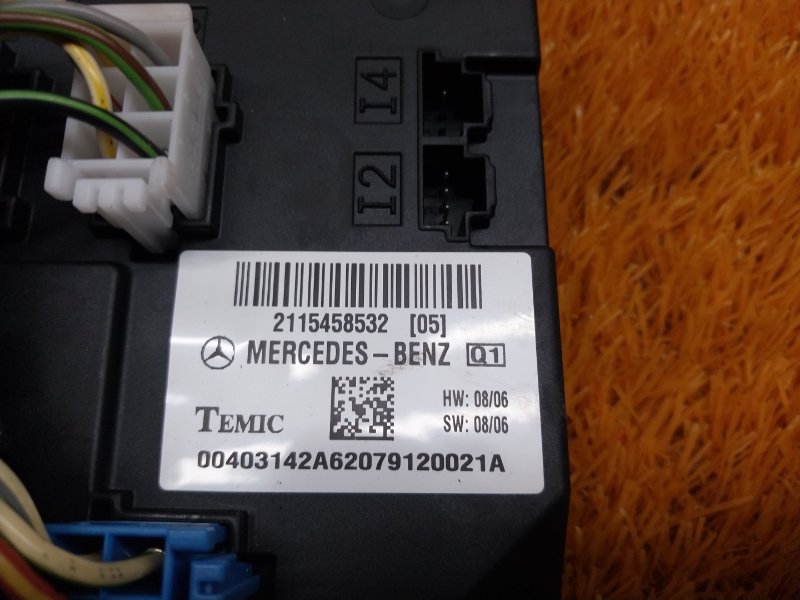 I4
I2
2115458532 [05]
MERCEDES-BENZ Q1
HW: 08/06
TEMIC
SW: 08/06
00403142A62079120021A